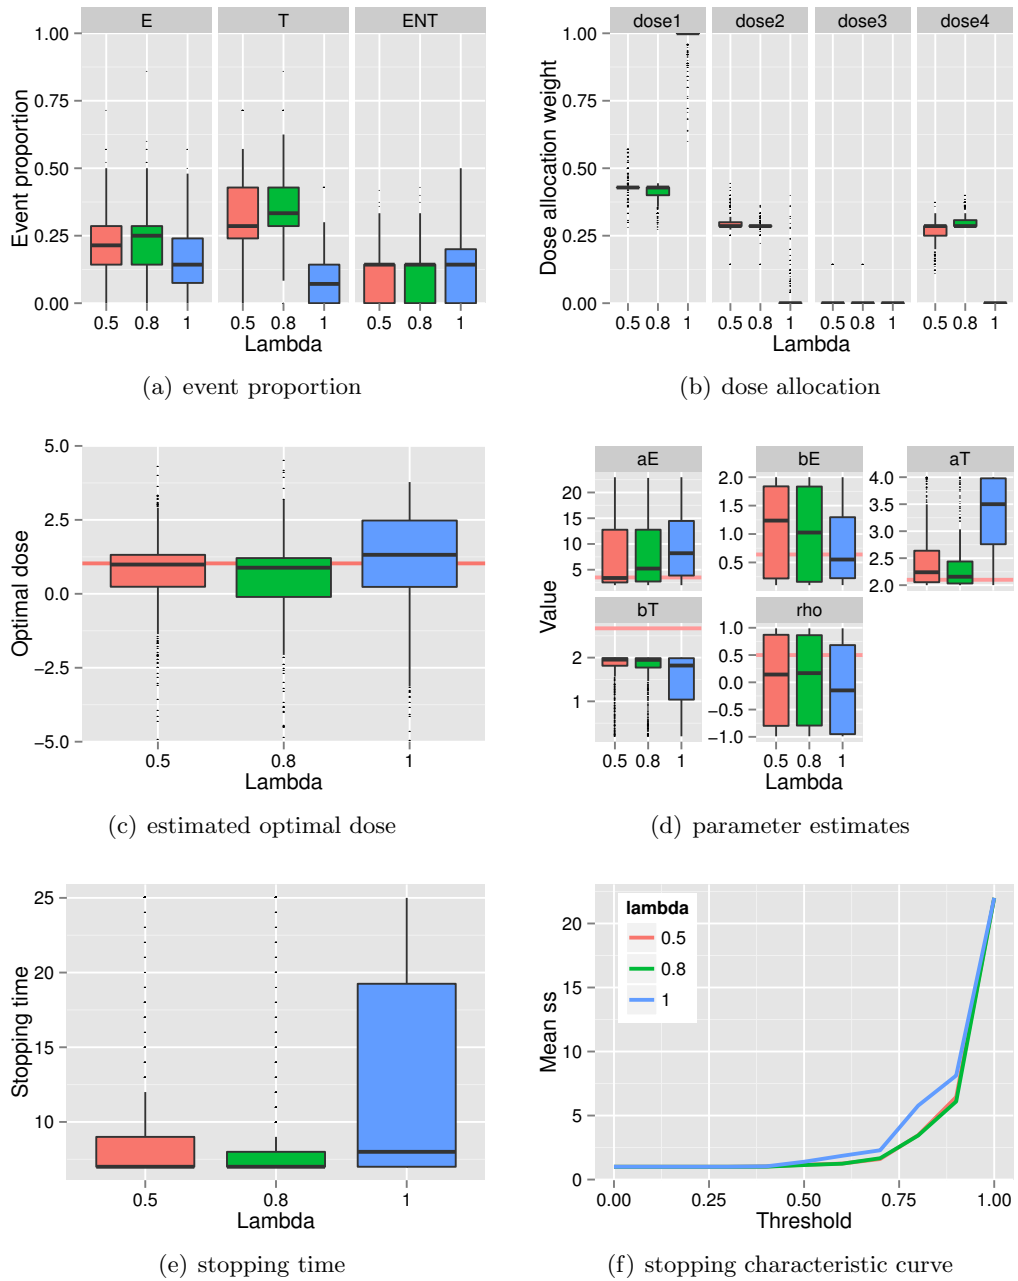 E T ENT
1.00
0.75
0.50
0.25
0.00
Event proportion
0.5 0.8 1 0.5 0.8 1 0.5 0.8 1
Lambda
(a) event proportion
dose1 dose2 dose3 dose4
1.00
0.75
0.50
0.25
0.00
Dose allocation weight
0.5 0.8 1 0.5 0.8 1 0.5 0.8 1 0.5 0.8 1
Lambda
(b) dose allocation
5.0
2.5
0.0
−2.5
−5.0
Optimal dose
0.5 0.8 1
Lambda
(c) estimated optimal dose
aE bE aT
20
15
10
5
2.0
1.5
1.0
0.5
4.0
3.5
3.0
2.5
2.0
Value
bT rho
2
1
1.0
0.5
0.0
−0.5
−1.0
0.5 0.8 1 0.5 0.8 1
Lambda
(d) parameter estimates
25
20
15
10
Stopping time
0.5 0.8 1
Lambda
(e) stopping time
20
15
10
5
0
Mean ss
lambda
0.5
0.8
1
0.00 0.25 0.50 0.75 1.00
Threshold
(f) stopping characteristic curve